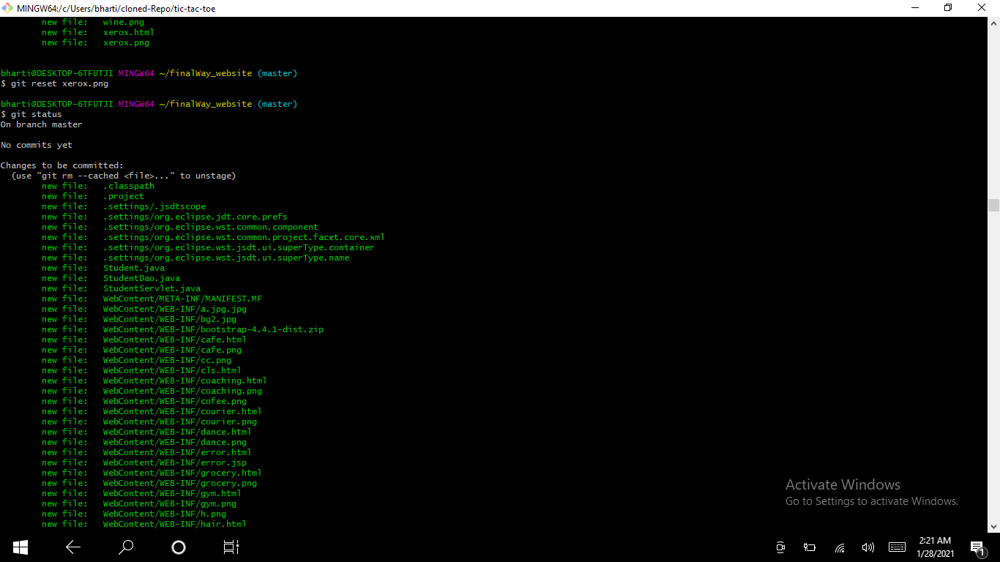 MINGW64:/c/Users/bharti/cloned-Repo/tic-tac-toe
new file:   wine.png
new file:   xerox.html
new file:   xerox.png
bharti@DESKTOP-6TFUTJI MINGW64 ~/finalWay_website (master)
$ git reset xerox.png
bharti@DESKTOP-6TFUTJI MINGW64 ~/finalWay_website (master)
$ git status
On branch master
No commits yet
Changes to be committed:
  (use "git rm --cached <file>..." to unstage)
new file:   .classpath
new file:   .project
new file:   .settings/.jsdtscope
new file:   .settings/org.eclipse.jdt.core.prefs
new file:   .settings/org.eclipse.wst.common.component
new file:   .settings/org.eclipse.wst.common.project.facet.core.xml
new file:   .settings/org.eclipse.wst.jsdt.ui.superType.container
new file:   .settings/org.eclipse.wst.jsdt.ui.superType.name
new file:   Student.java
new file:   StudentDao.java
new file:   StudentServlet.java
new file:   WebContent/META-INF/MANIFEST.MF
new file:   WebContent/WEB-INF/a.jpg.jpg
new file:   WebContent/WEB-INF/bg2.jpg
new file:   WebContent/WEB-INF/bootstrap-4.4.1-dist.zip
new file:   WebContent/WEB-INF/cafe.html
new file:   WebContent/WEB-INF/cafe.png
new file:   WebContent/WEB-INF/cc.png
new file:   WebContent/WEB-INF/cls.html
new file:   WebContent/WEB-INF/coaching.html
new file:   WebContent/WEB-INF/coaching.png
new file:   WebContent/WEB-INF/cofee.png
new file:   WebContent/WEB-INF/courier.html
new file:   WebContent/WEB-INF/courier.png
new file:   WebContent/WEB-INF/dance.html
new file:   WebContent/WEB-INF/dance.png
new file:   WebContent/WEB-INF/error.html
new file:   WebContent/WEB-INF/error.jsp
new file:   WebContent/WEB-INF/grocery.html
new file:   WebContent/WEB-INF/grocery.png
new file:   WebContent/WEB-INF/gym.html
new file:   WebContent/WEB-INF/gym.png
new file:   WebContent/WEB-INF/h.png
new file:   WebContent/WEB-INF/hair.html
Activate Windows
Go to Settings to activate Windows.
2:21 AM
1/28/2021
1